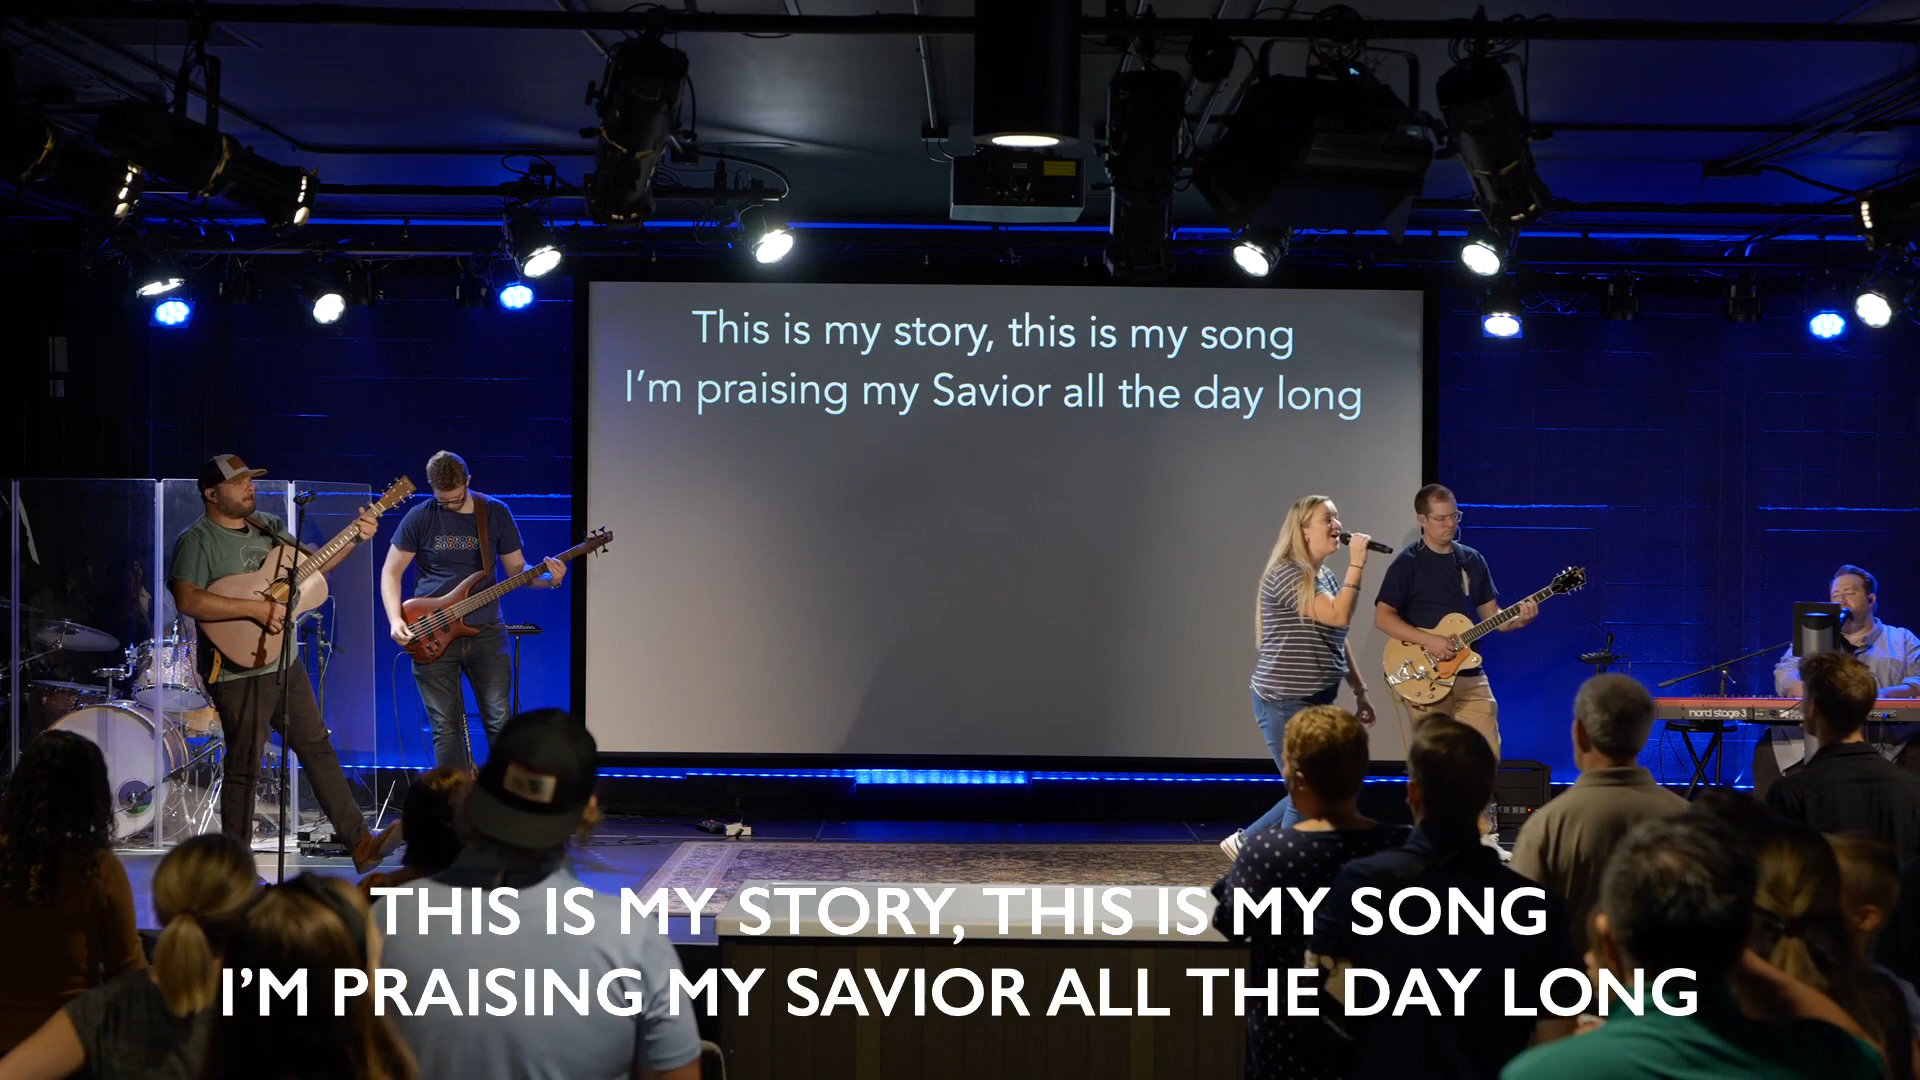 This is my story, this is my song
I'm praising my Savior all the day long
nord stage 3
THIS IS MY STORY, THIS IS MY SONG
I'M PRAISING MY SAVIOR ALL THE DAY LONG